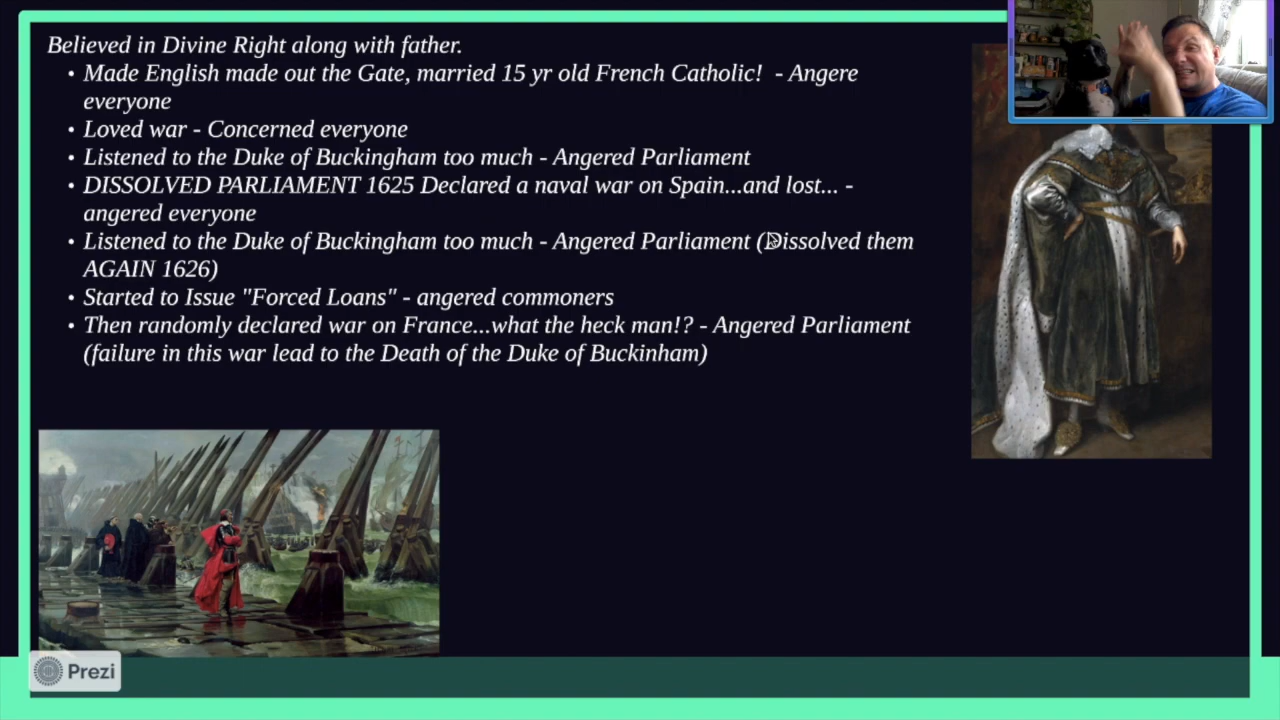 Believed in Divine Right along with father.
• Made English made out the Gate, married 15 yr old French Catholic!  - Angere
everyone
• Loved war - Concerned everyone
• Listened to the Duke of Buckingham too much - Angered Parliament
• DISSOLVED PARLIAMENT 1625 Declared a naval war on Spain...and lost... -
angered everyone
• Listened to the Duke of Buckingham too much - Angered Parliament (Dissolved them
AGAIN 1626)
• Started to Issue "Forced Loans" - angered commoners
• Then randomly declared war on France...what the heck man!? - Angered Parliament
(failure in this war lead to the Death of the Duke of Buckinham)
Prezi